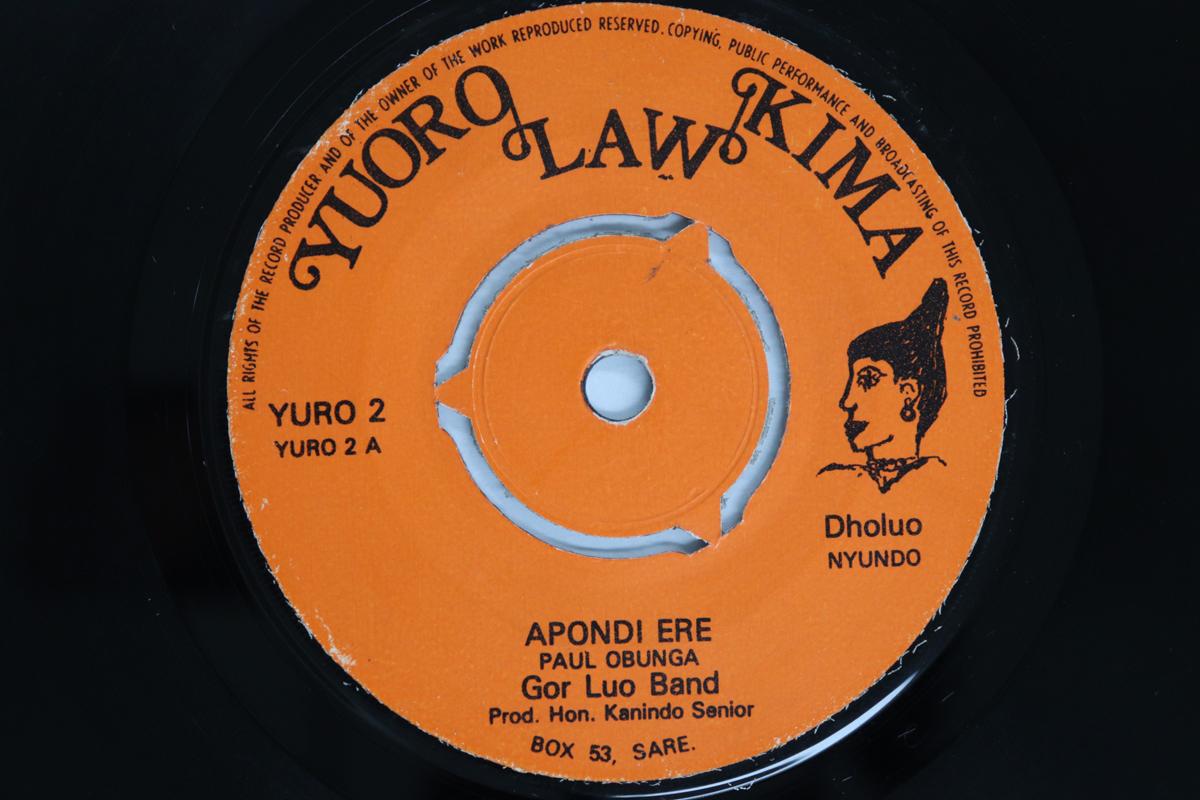 ALL RIGHTS OF THE RECORD PRODUCER AND OF THE OWNER OF THE WORK REPRODUCED RESERVED. COPYING, PUBLIC PERFORMANCE AND BROADCASTING OF THIS RECORD PROHIBITED
YUORO LAW KIMA
YURO 2
YURO 2 A
Dholuo
NYUNDO
APONDI ERE
PAUL OBUNGA
Gor Luo Band
Prod. Hon. Kanindo Senior
BOX 53, SARE.